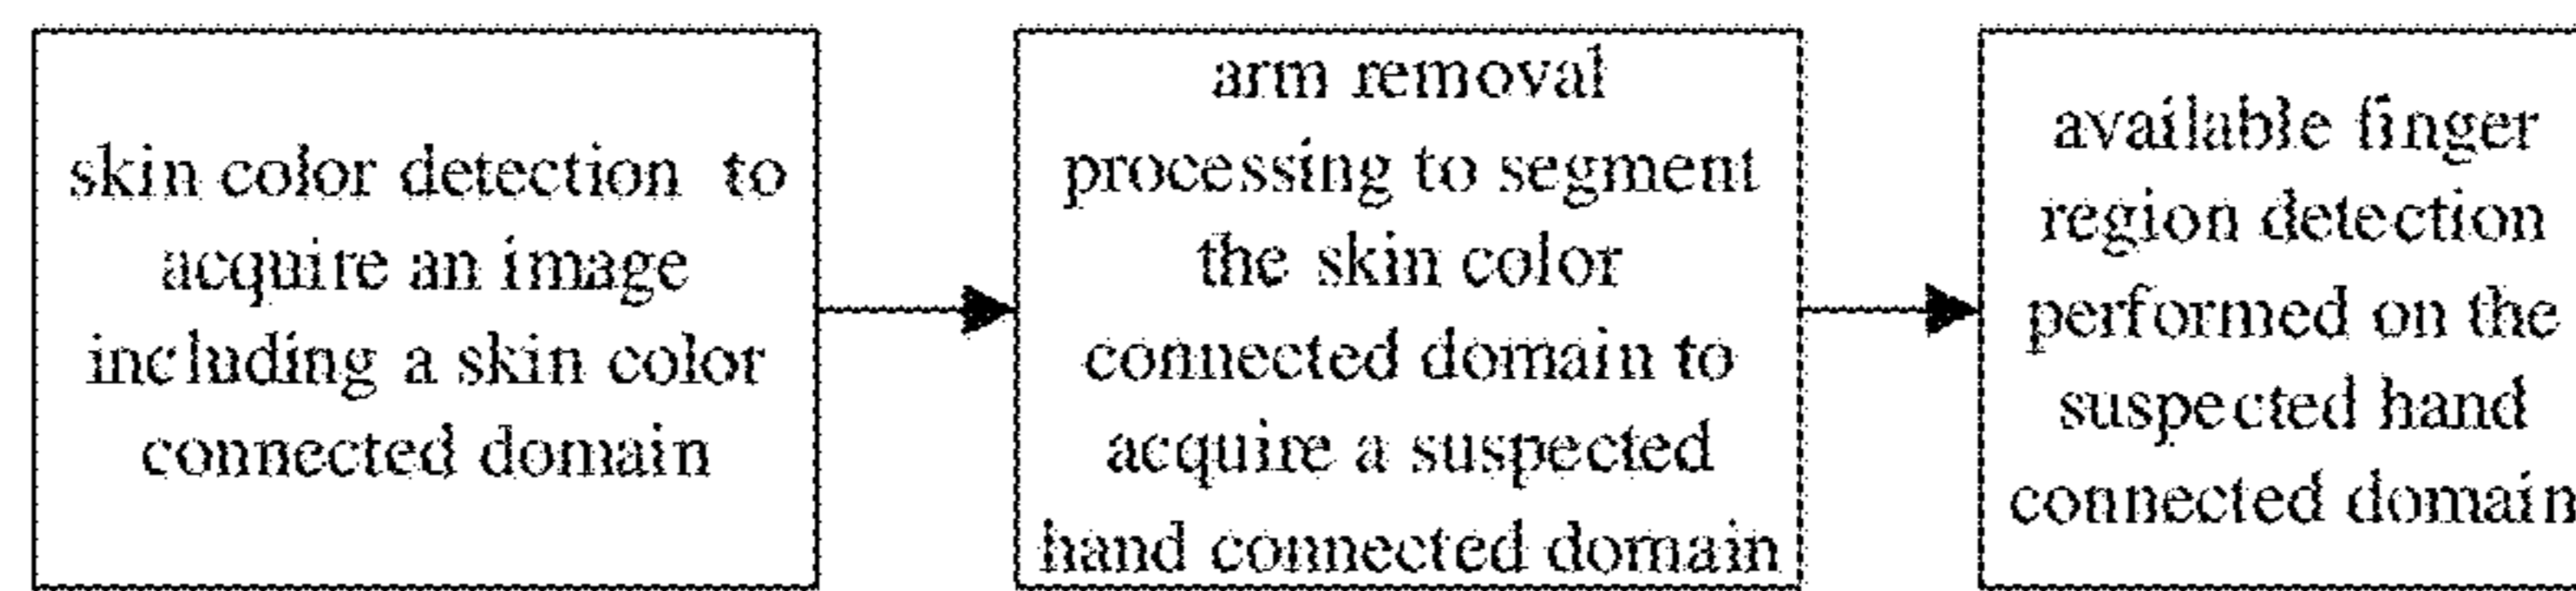 skin color detection to
acquire an image
including a skin color
connected domain
arm removal
processing to segment
the skin color
connected domain to
acquire a suspected
hand connected domain
available finger
region detection
performed on the
suspected hand
connected domain